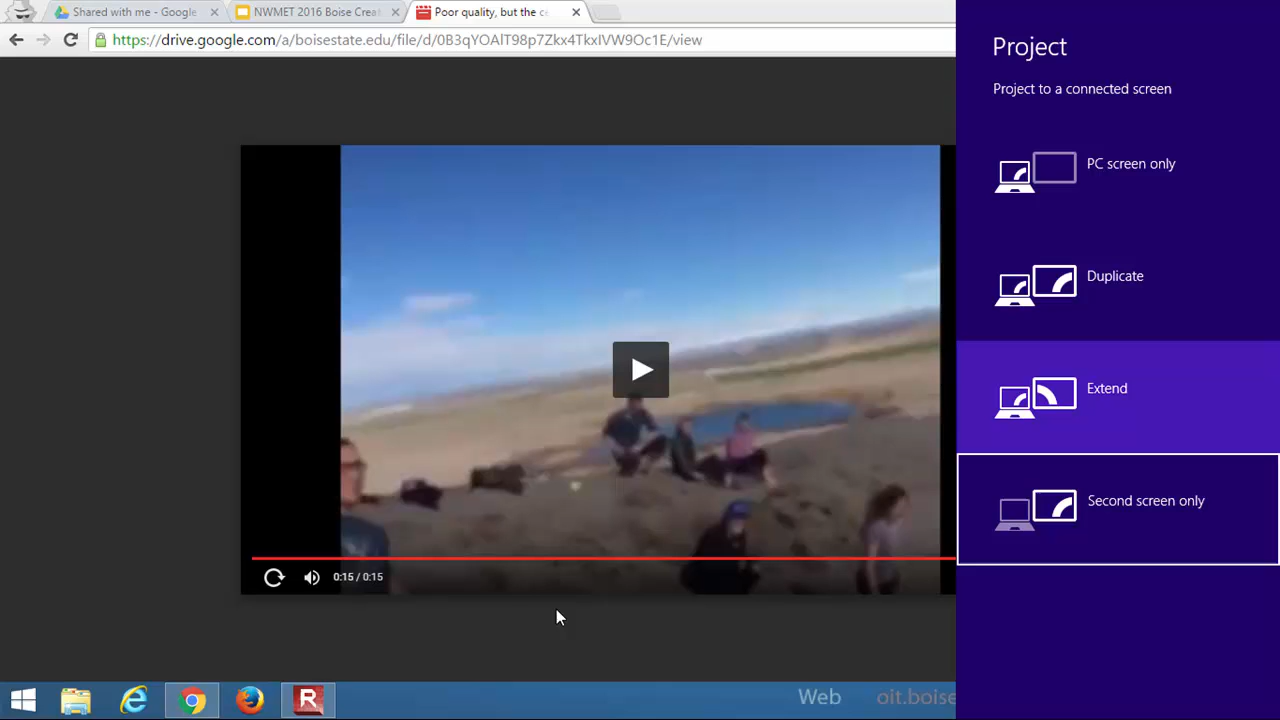 Shared with me - Google
NWMET 2016 Boise Creat
Poor quality, but the ce
https://drive.google.com/a/boisestate.edu/file/d/0B3qYOAlT98p7Zkx4TkxIVW9Oc1E/view
Project
Project to a connected screen
PC screen only
Duplicate
Extend
Second screen only
0:15 / 0:15
R
Web oit.boise